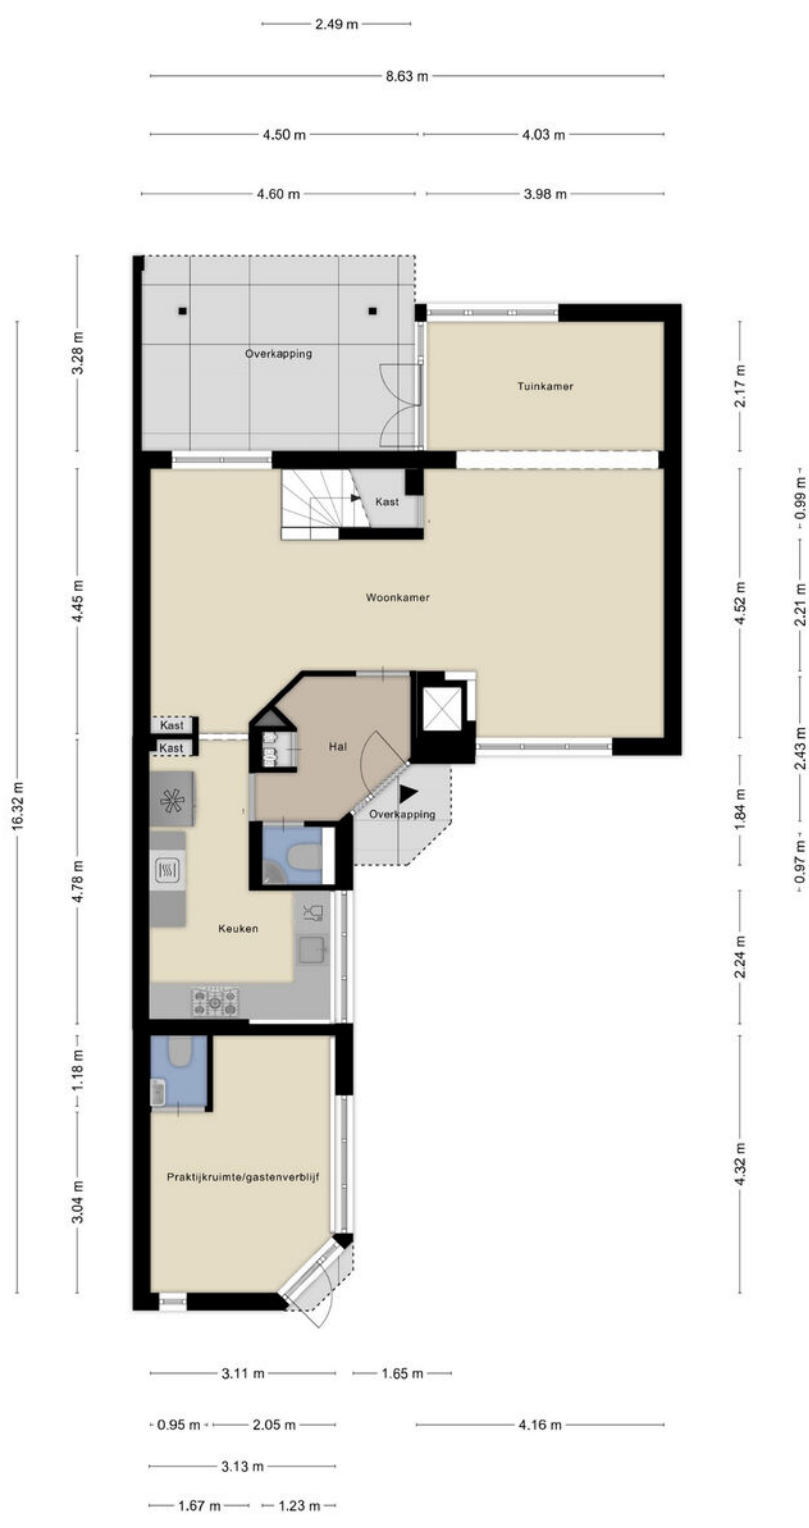 2.49 m
8.63 m
4.50 m
4.03 m
4.60 m
3.98 m
3.28 m
Overkapping
Tuinkamer
2.17 m
Kast
0.99 m
Woonkamer
4.45 m
4.52 m
2.21 m
Kast
Kast
Hal
2.43 m
16.32 m
Overkapping
1.84 m
0.97 m
4.78 m
Keuken
2.24 m
1.18 m
Praktijkruimte/gastenverblijf
3.04 m
4.32 m
3.11 m
1.65 m
0.95 m
2.05 m
4.16 m
3.13 m
1.67 m
1.23 m